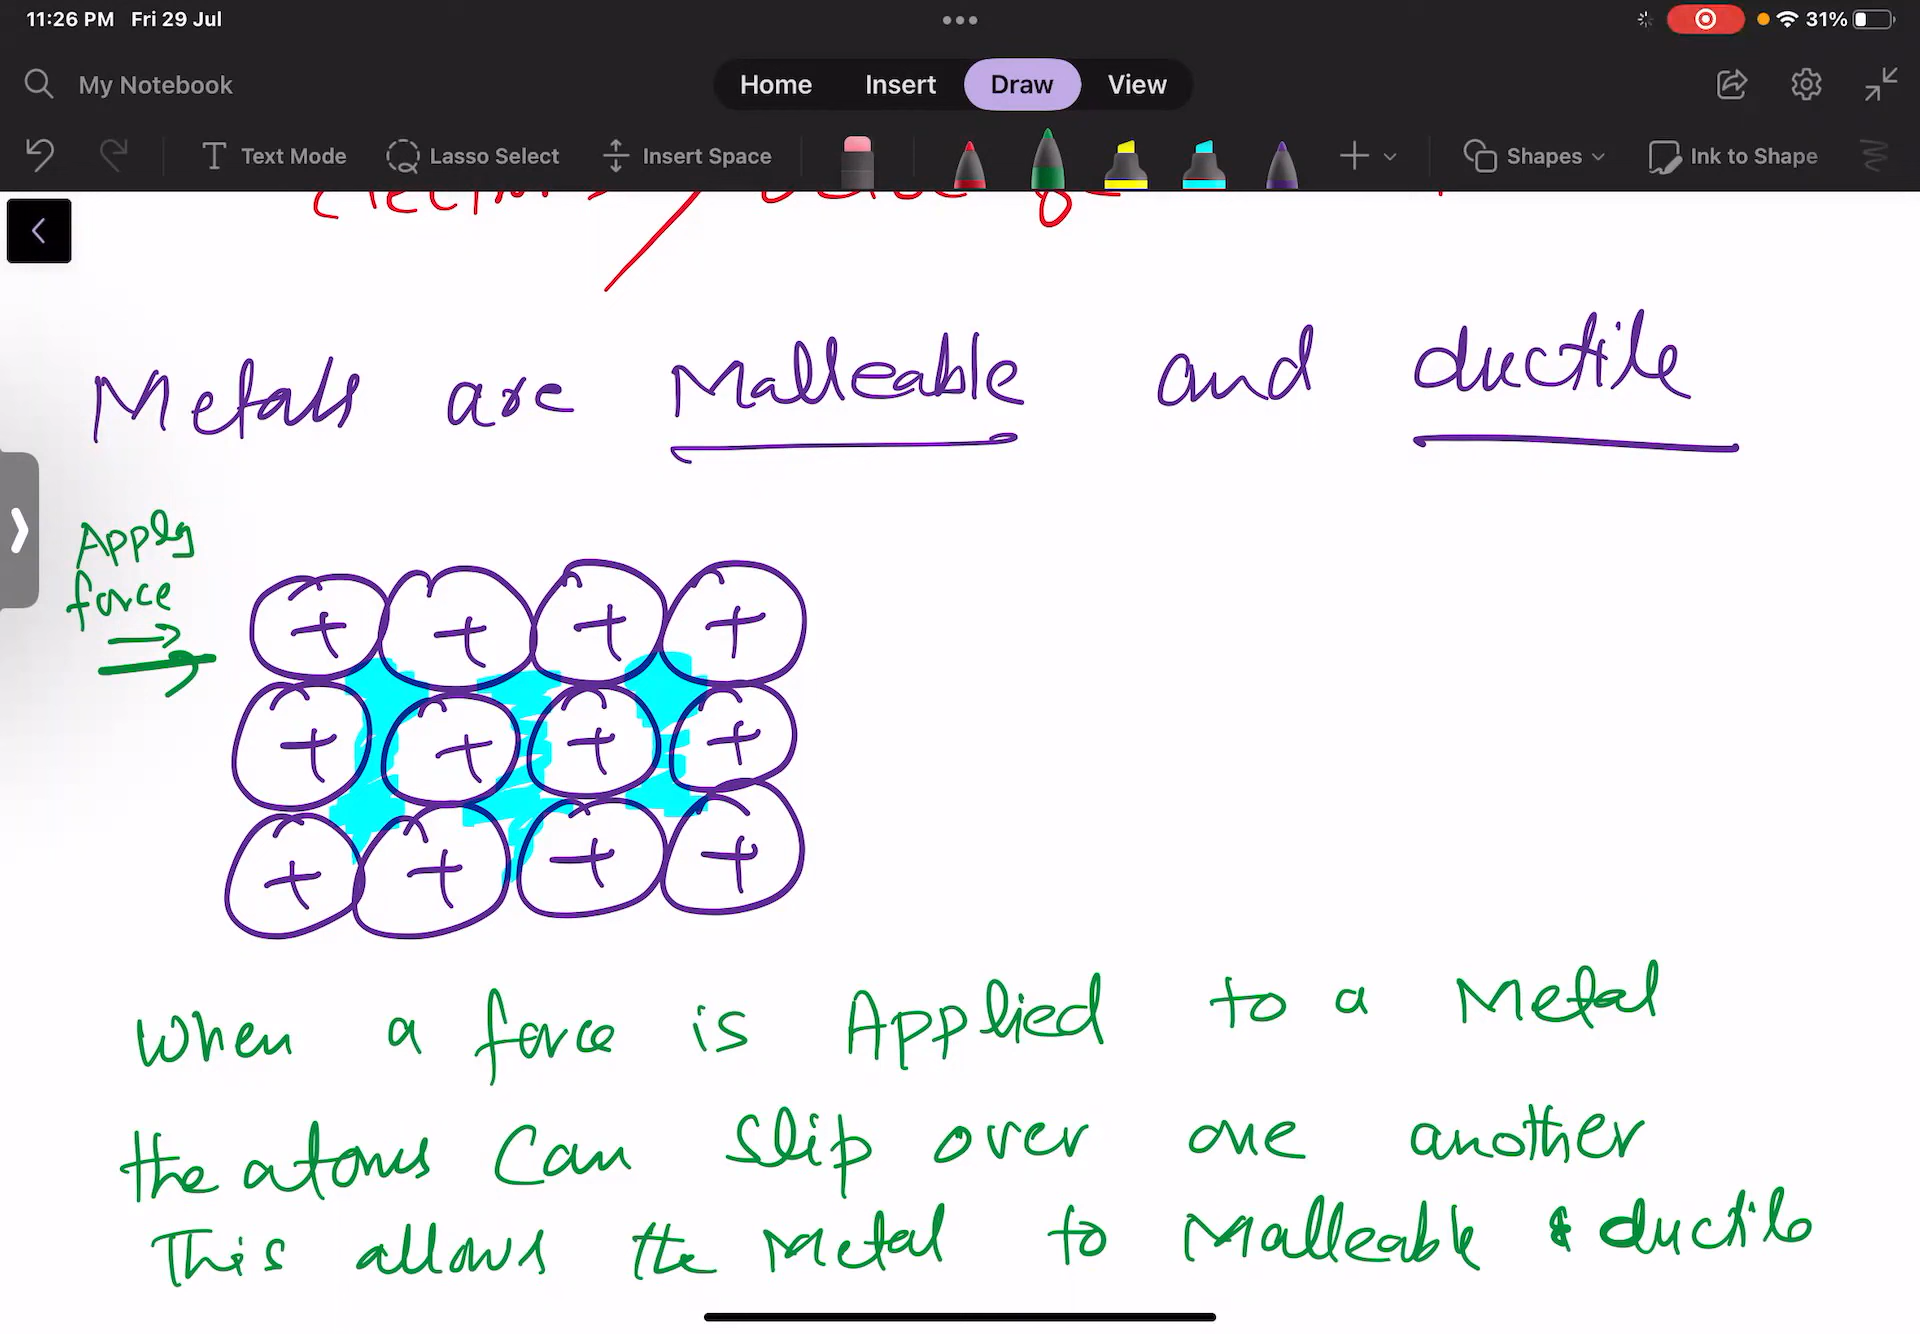 11:26 PM Fri 29 Jul
31%
My Notebook
Home Insert Draw View
Text Mode Lasso Select Insert Space Shapes Ink to Shape
Metals are Malleable and ductile
Apply
force
+ + + +
+ + + +
+ + + +
When a force is Applied to a Metal
the atoms Can Slip over one another
This allows the Metal to Malleable & ductile